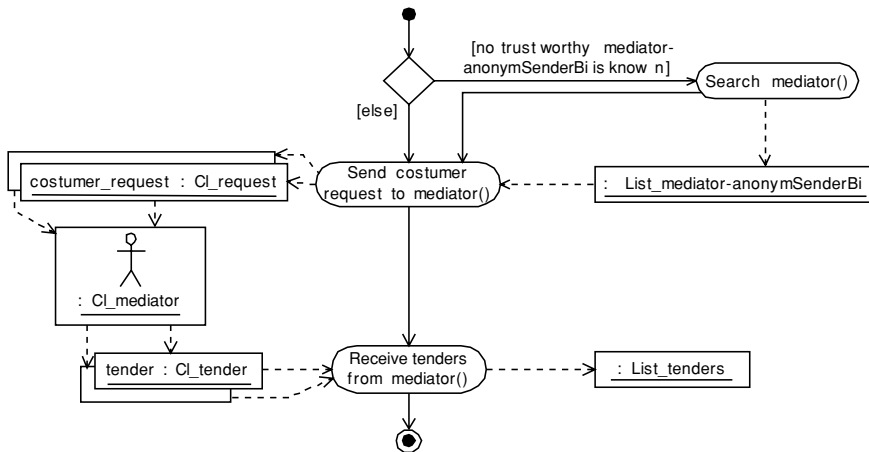 [no trust worthy mediator-
anonymSenderBi is know n]
Search mediator()
[else]
costumer_request : Cl_request
Send costumer
request to mediator()
: List_mediator-anonymSenderBi
: Cl_mediator
tender : Cl_tender
Receive tenders
from mediator()
: List_tenders